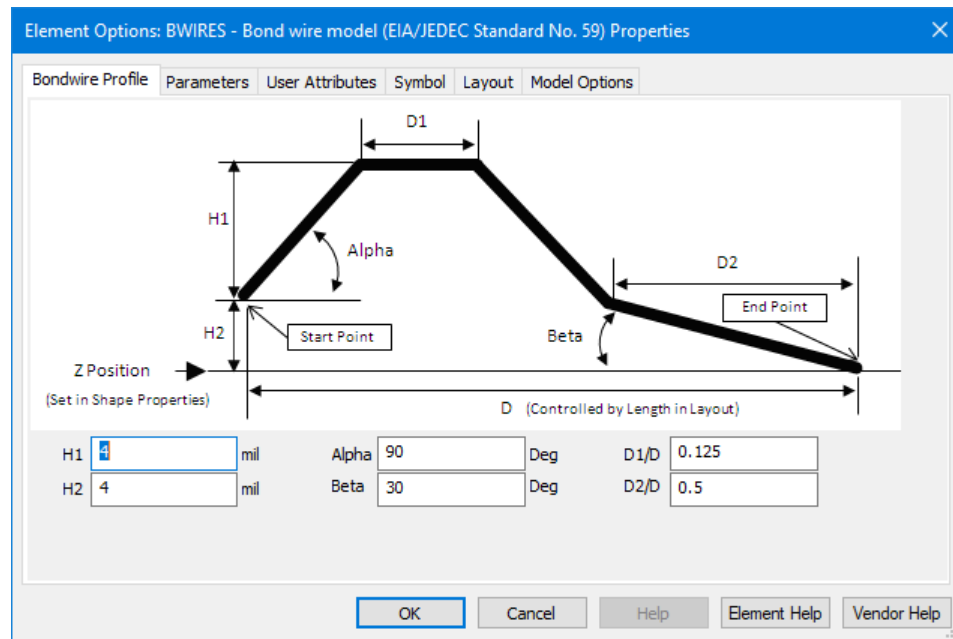 Element Options: BWIRES - Bond wire model (EIA/JEDEC Standard No. 59) Properties
Bondwire Profile Parameters User Attributes Symbol Layout Model Options
D1
H1
Alpha
D2
End Point
H2
Start Point
Beta
Z Position
(Set in Shape Properties)
D (Controlled by Length in Layout)
H1 4 mil Alpha 90 Deg D1/D 0.125
H2 4 mil Beta 30 Deg D2/D 0.5
OK Cancel Help Element Help Vendor Help